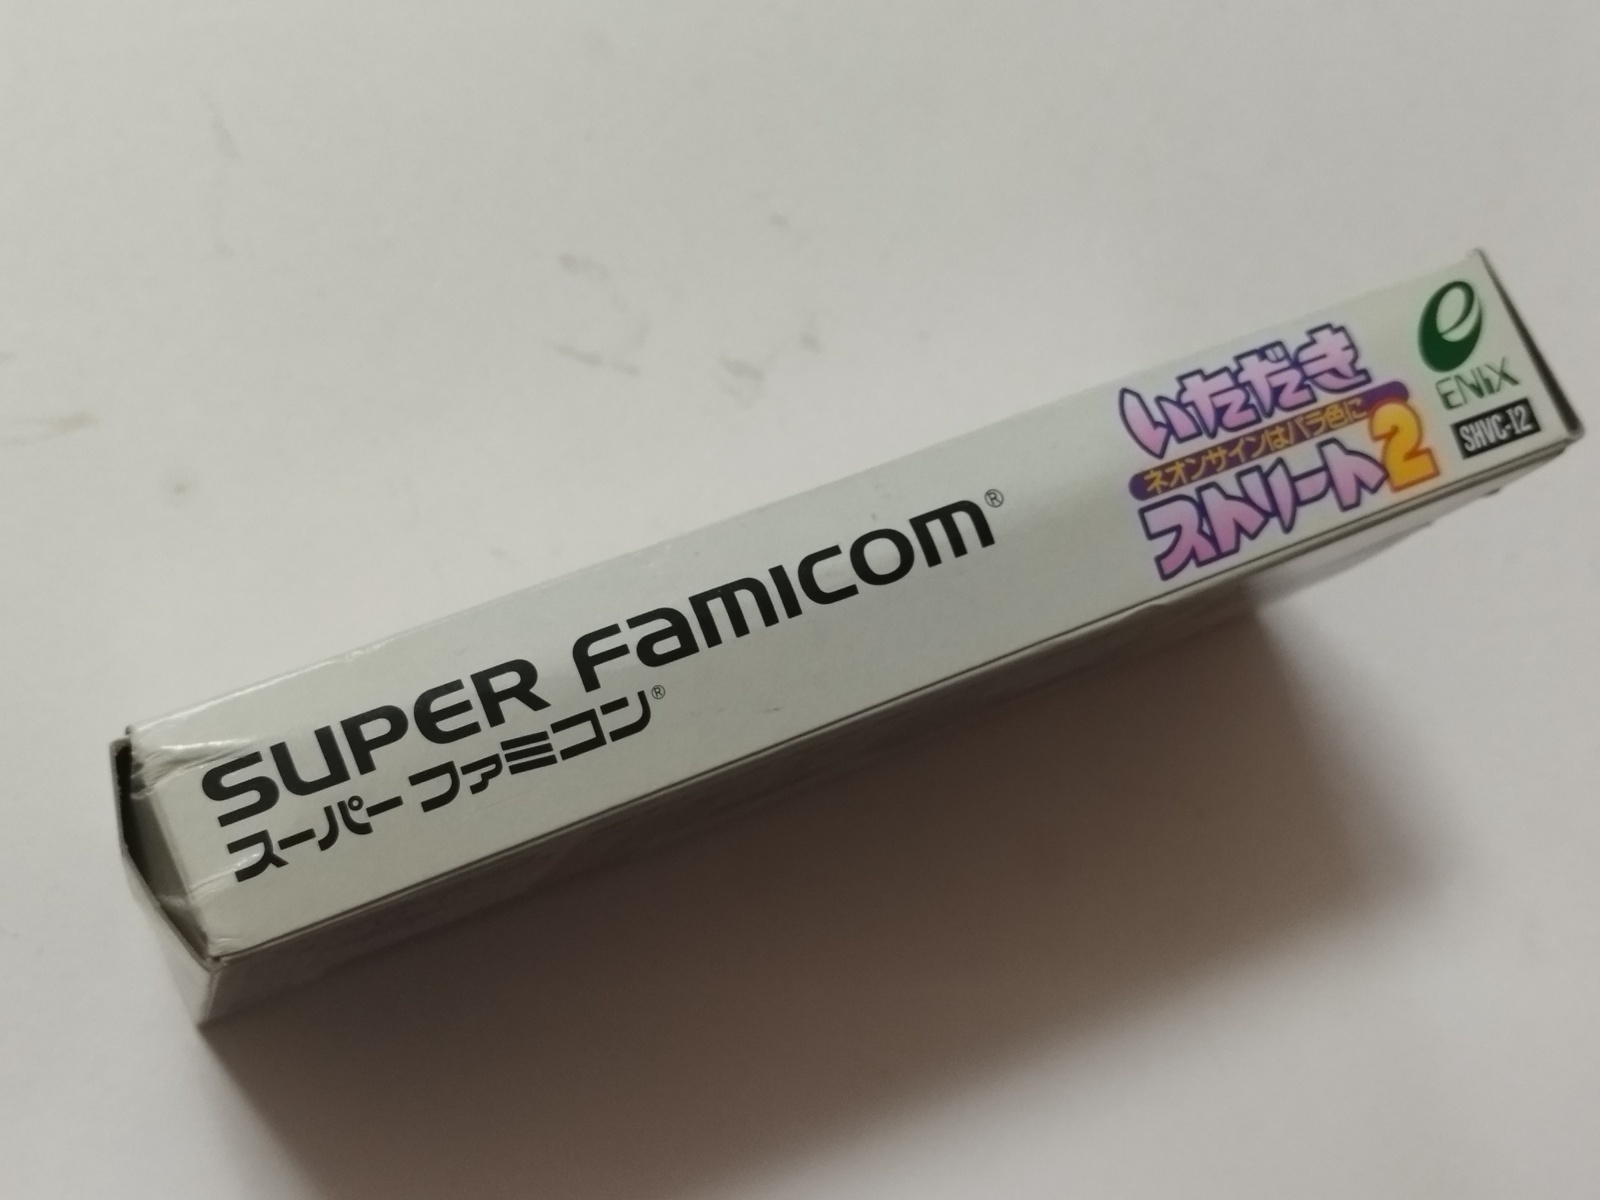 SUPER FAMICOM®
スーパーファミコン®
いただき
ネオンサインはバラ色に
ストリート2
e
ENIX
SHVC-I2